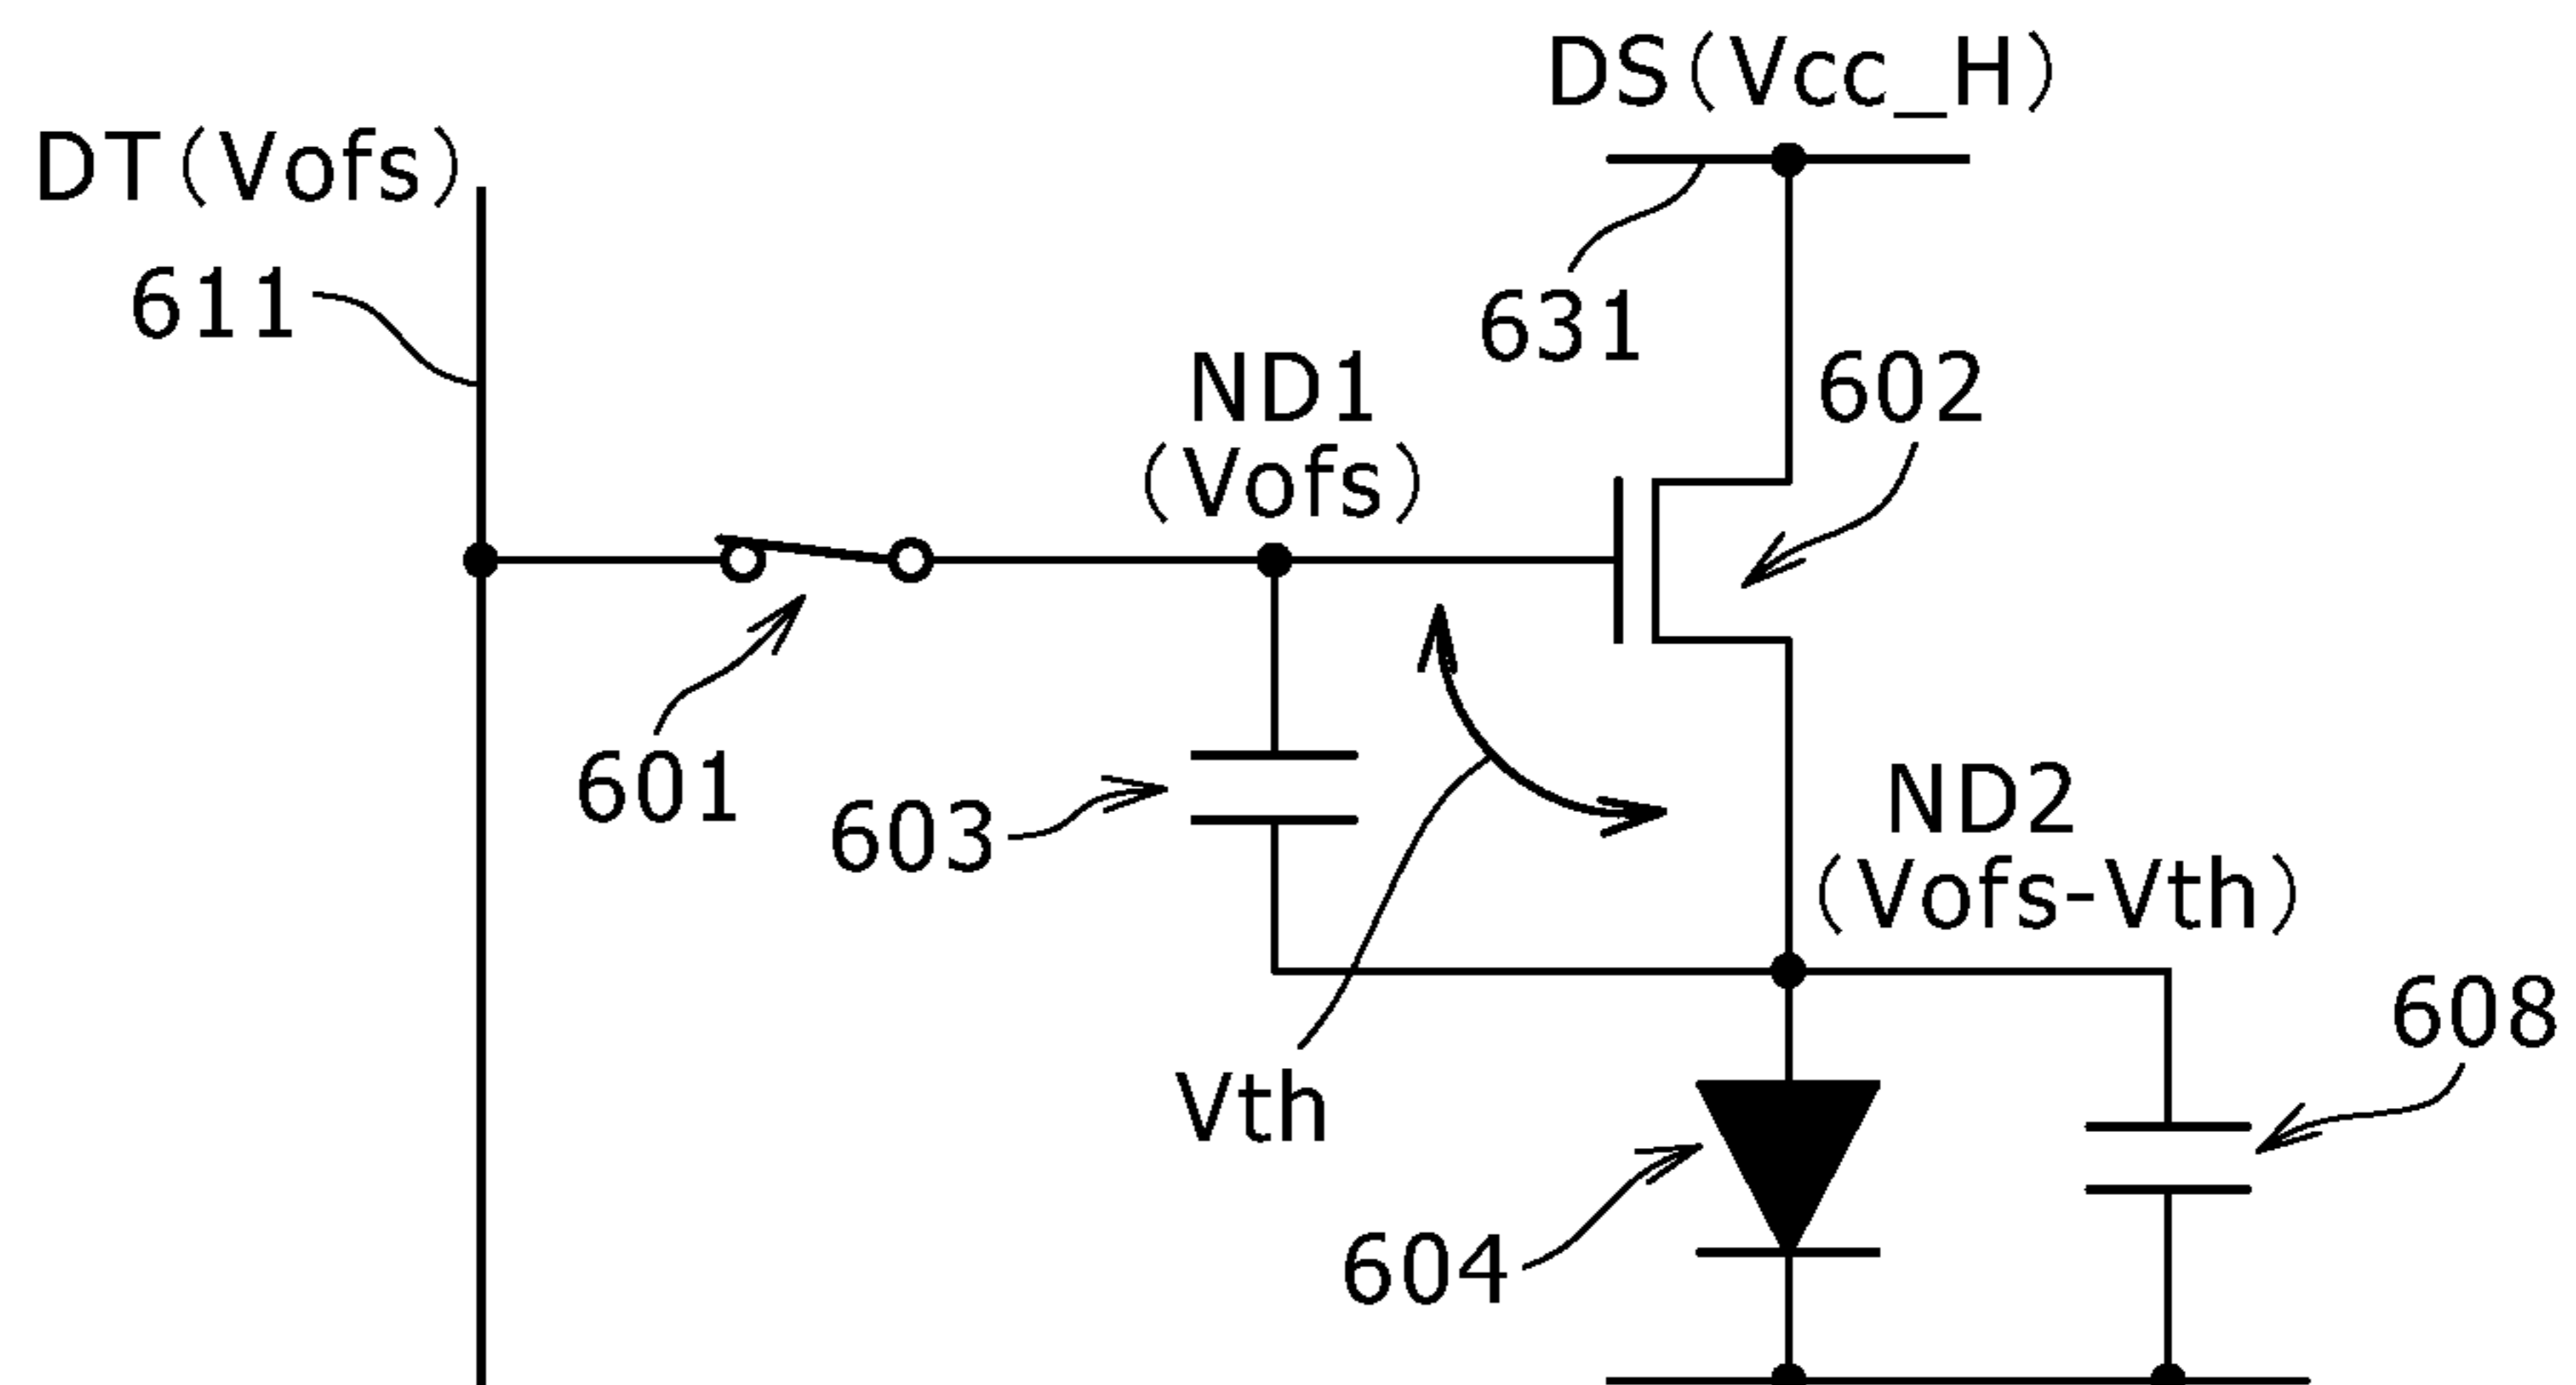 DS(Vcc_H)
DT(Vofs)
611
631
ND1
(Vofs)
602
601
603
ND2
(Vofs-Vth)
608
Vth
604